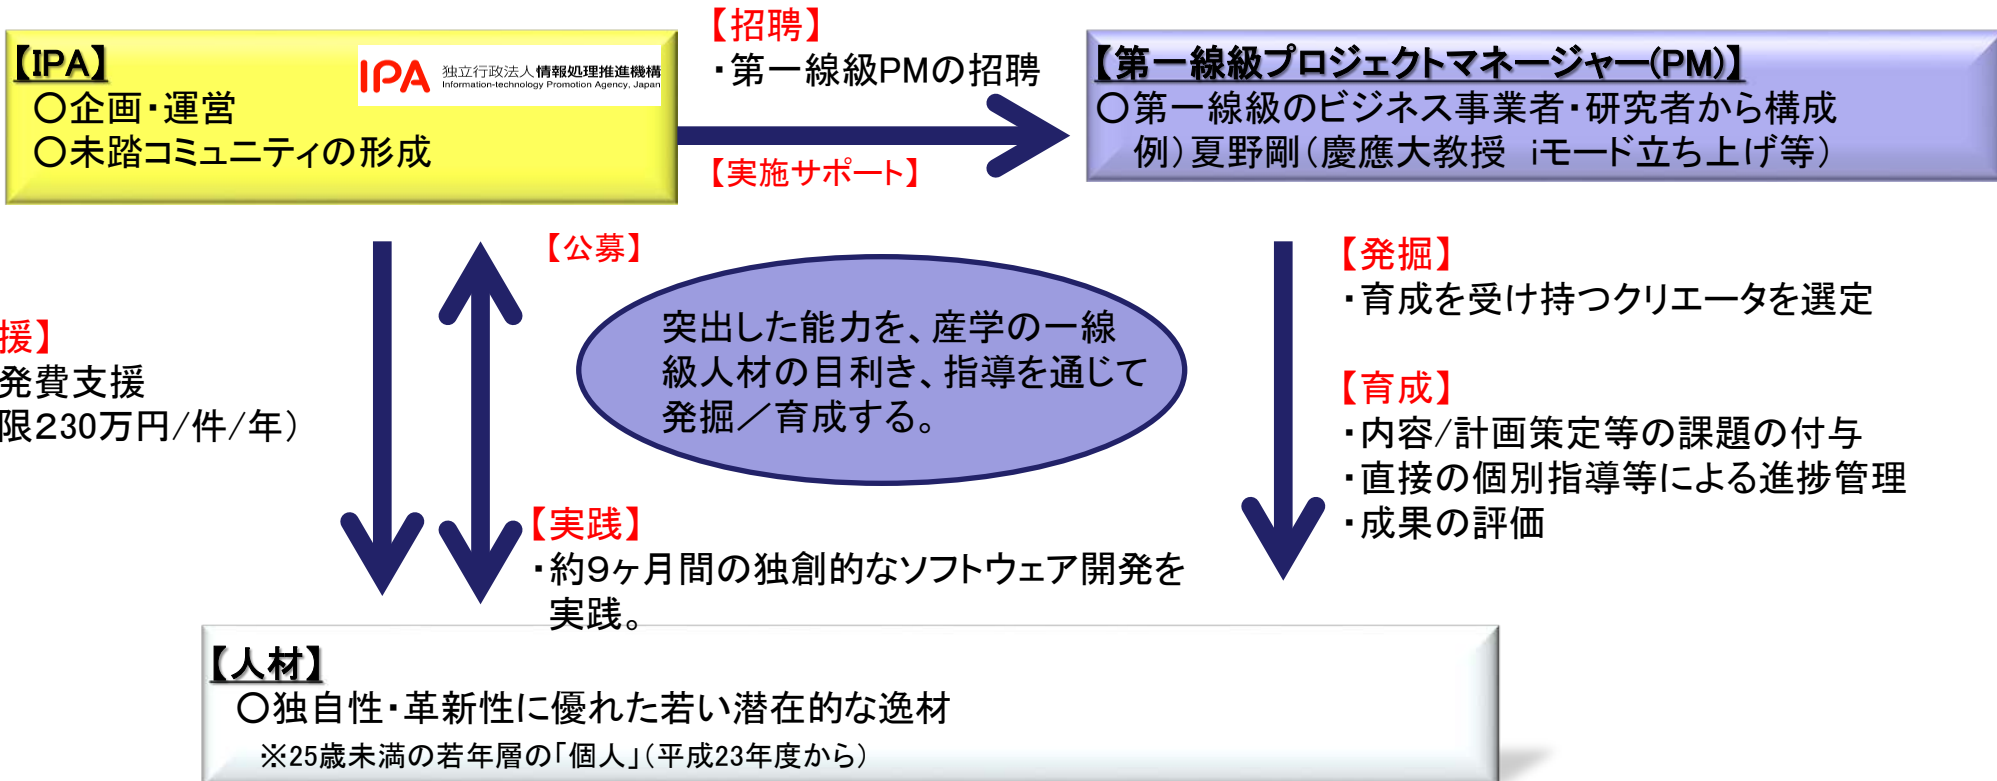 【IPA】
IPA 独立行政法人情報処理推進機構
Information-technology Promotion Agency, Japan
○企画・運営
○未踏コミュニティの形成
【招聘】
・第一線級PMの招聘
【実施サポート】
【第一線級プロジェクトマネージャー(PM)】
○第一線級のビジネス事業者・研究者から構成
例）夏野剛（慶應大教授 iモード立ち上げ等）
援】
発費支援
限２３０万円/件/年）
【公募】
突出した能力を、産学の一線
級人材の目利き、指導を通じて
発掘／育成する。
【実践】
・約９ヶ月間の独創的なソフトウェア開発を
実践。
【発掘】
・育成を受け持つクリエータを選定
【育成】
・内容/計画策定等の課題の付与
・直接の個別指導等による進捗管理
・成果の評価
【人材】
○独自性・革新性に優れた若い潜在的な逸材
※25歳未満の若年層の「個人」（平成23年度から）